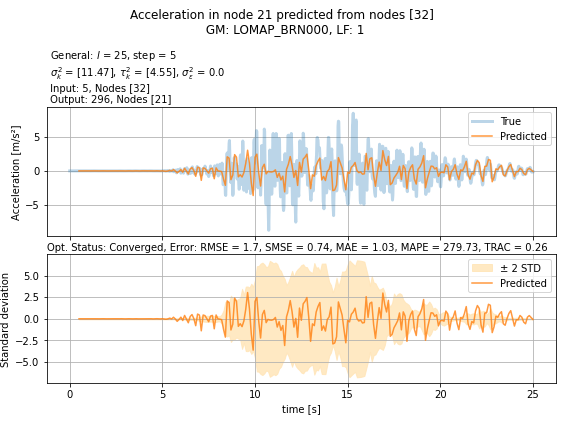 Acceleration in node 21 predicted from nodes [32]
GM: LOMAP_BRN000, LF: 1
General: l = 25, step = 5
σ²ₖ = [11.47], τ²ₖ = [4.55], σ²ε = 0.0
Input: 5, Nodes [32]
Output: 296, Nodes [21]
True
Predicted
Acceleration [m/s²]
5
0
−5
Opt. Status: Converged, Error: RMSE = 1.7, SMSE = 0.74, MAE = 1.03, MAPE = 279.73, TRAC = 0.26
± 2 STD
Predicted
Standard deviation
5.0
2.5
0.0
−2.5
−5.0
0 5 10 15 20 25
time [s]